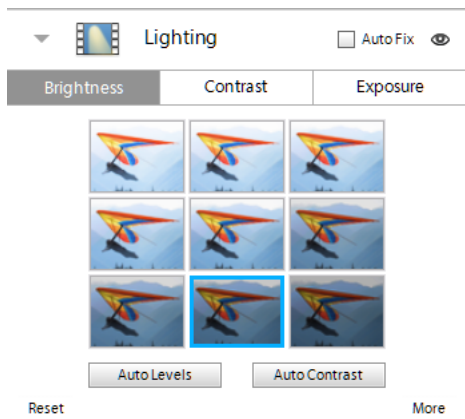 Lighting Auto Fix
Brightness Contrast Exposure
Auto Levels Auto Contrast
Reset More